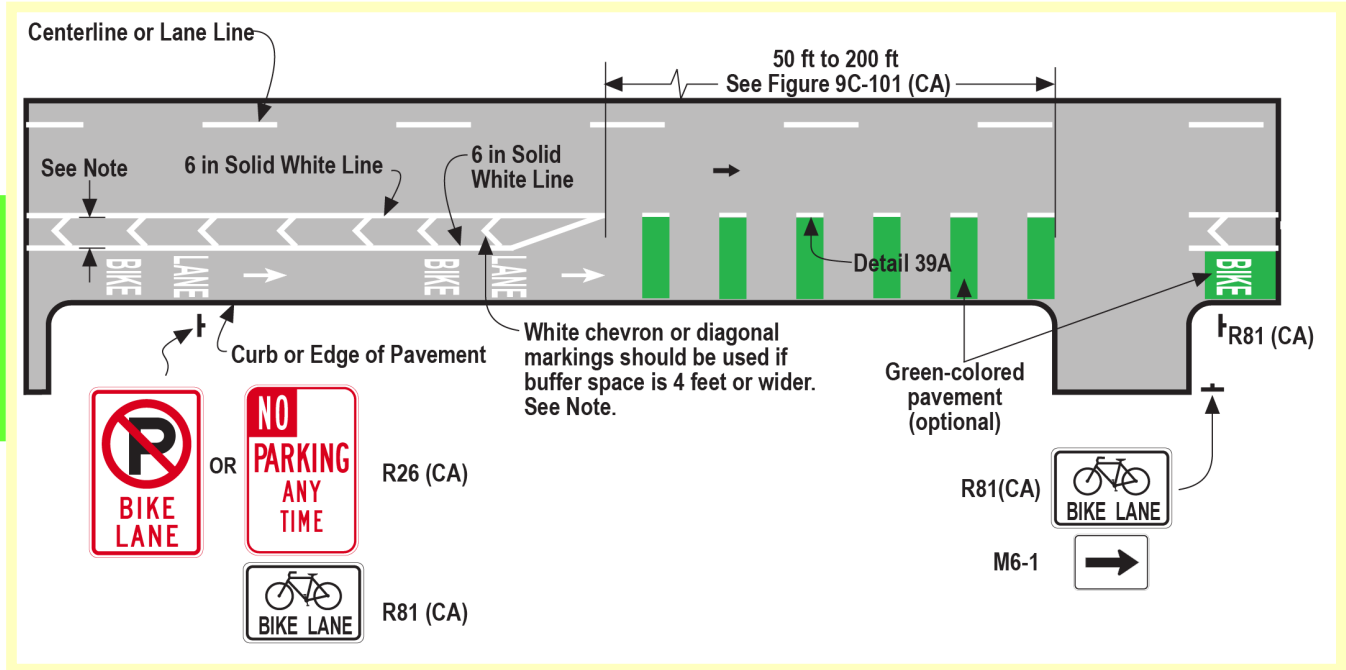 Centerline or Lane Line
50 ft to 200 ft
See Figure 9C-101 (CA)
See Note
6 in Solid White Line
6 in Solid
White Line
BIKE
LANE
BIKE
LANE
Detail 39A
BIKE
Curb or Edge of Pavement
White chevron or diagonal
markings should be used if
buffer space is 4 feet or wider.
See Note.
Green-colored
pavement
(optional)
R81 (CA)
P
BIKE
LANE
OR
NO
PARKING
ANY
TIME
R26 (CA)
BIKE LANE
R81 (CA)
R81(CA)
BIKE LANE
M6-1